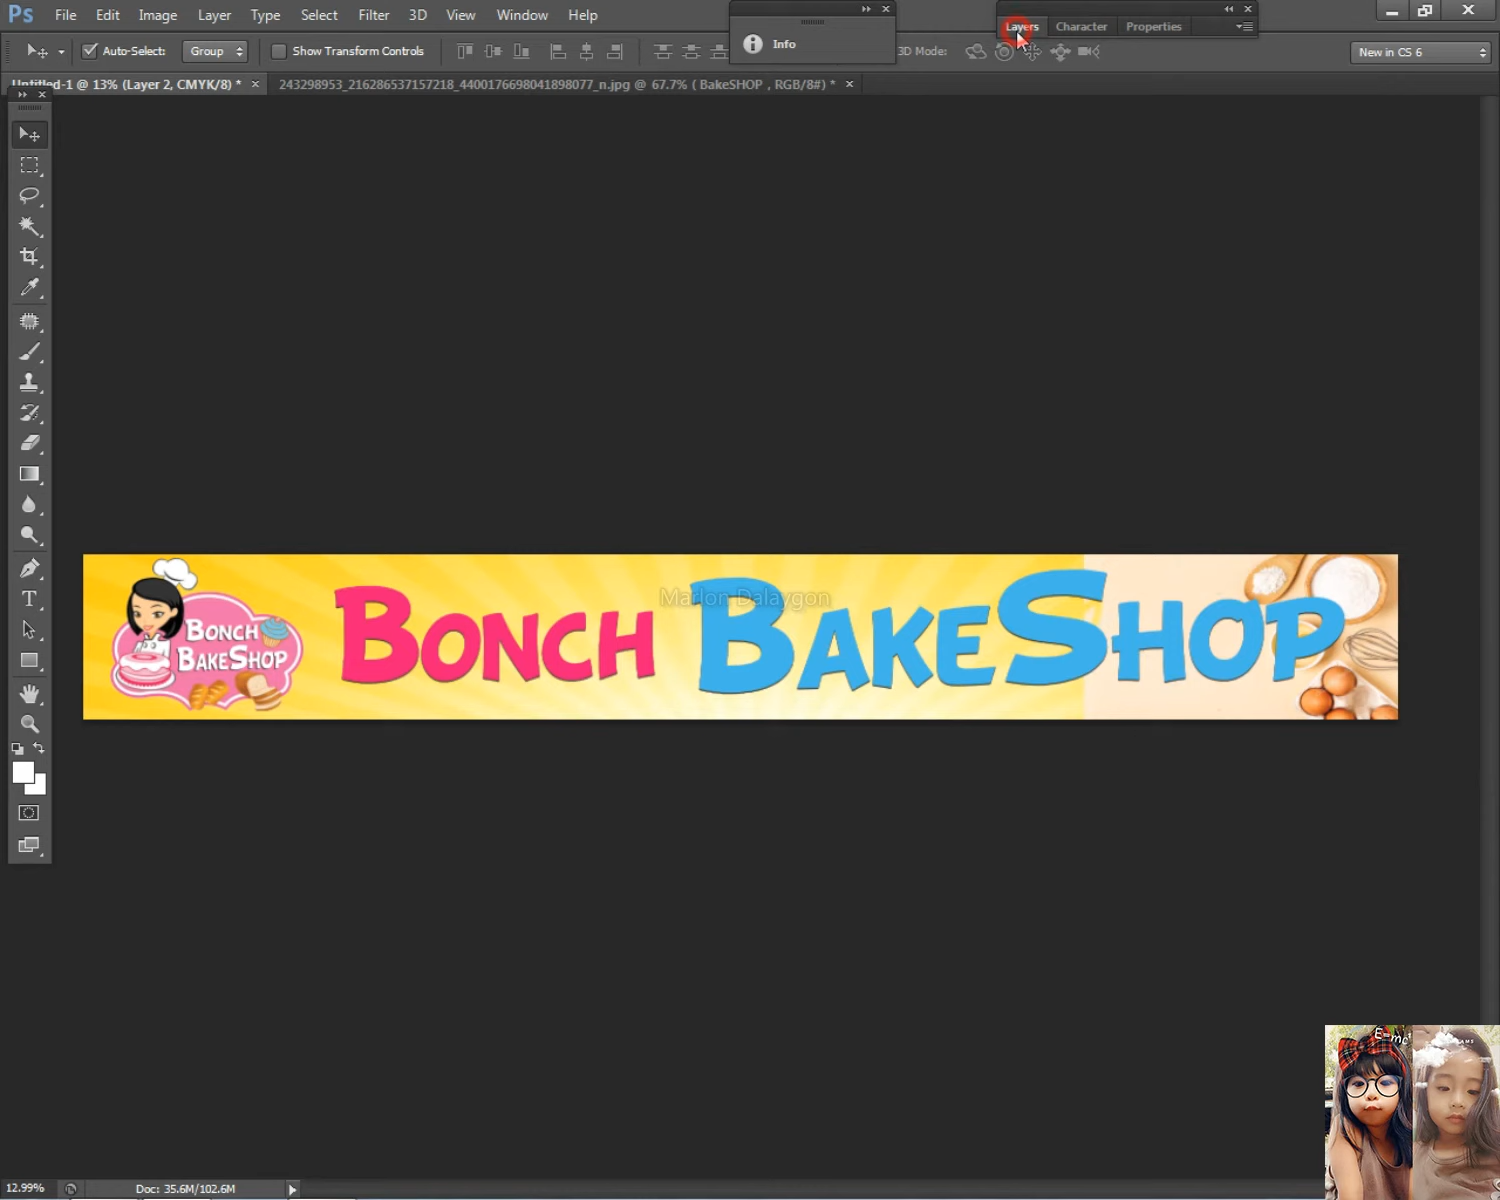 Ps File Edit Image Layer Type Select Filter 3D View Window Help
Info
Layers Character Properties
Auto-Select: Group Show Transform Controls
3D Mode:
New in CS 6
Untitled-1 @ 13% (Layer 2, CMYK/8) *
243298953_216286537157218_4400176698041898077_n.jpg @ 67.7% ( BakeSHOP , RGB/8#) *
T
BONCH
BAKESHOP
BONCH BAKESHOP
Marlon Dalaygon
12.99%
Doc: 35.6M/102.6M